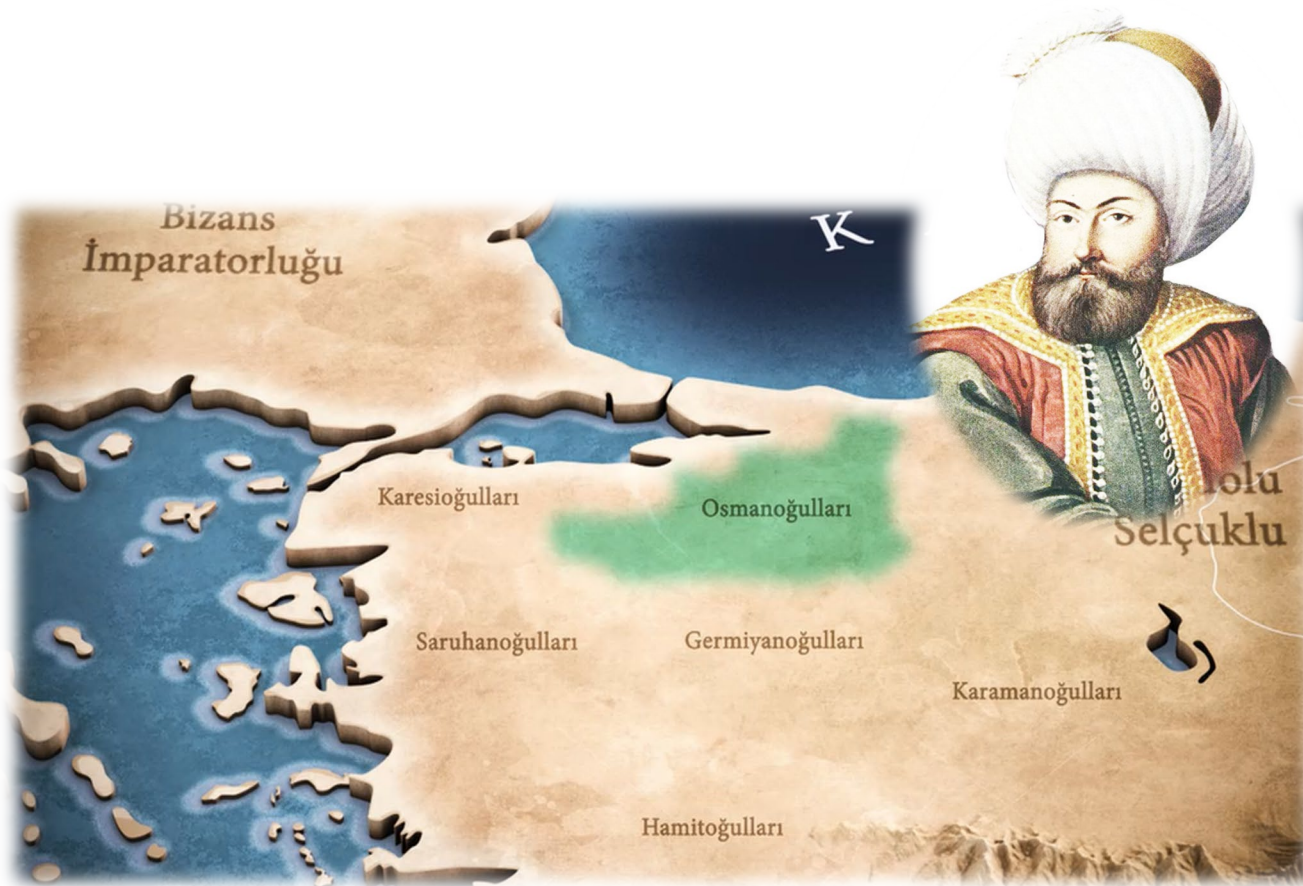 Bizans
İmparatorluğu
K
Karesioğulları
Osmanoğulları
Selçuklu
Saruhanoğulları
Germiyanoğulları
Karamanoğulları
Hamitoğulları